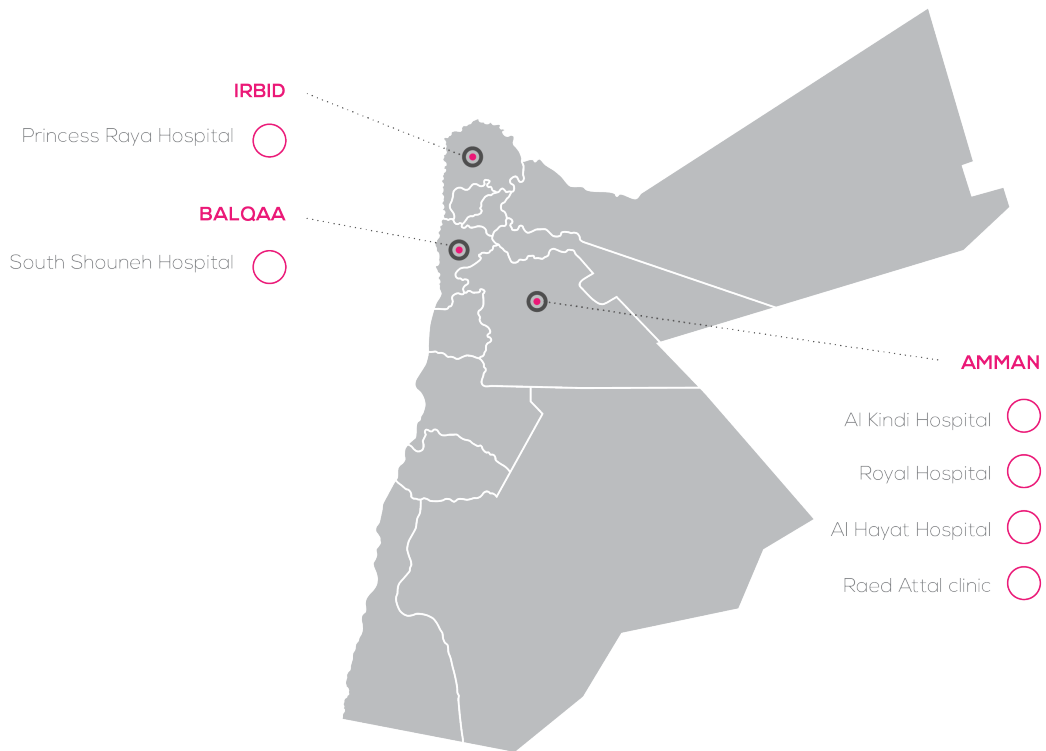 IRBID
Princess Raya Hospital
BALQAA
South Shouneh Hospital
AMMAN
Al Kindi Hospital
Royal Hospital
Al Hayat Hospital
Raed Attal clinic